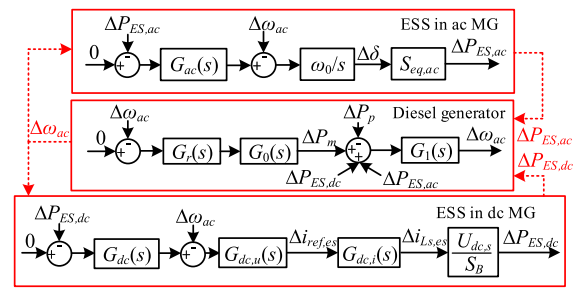 ΔP_ES,ac Δω_ac ESS in ac MG
0 G_ac(s) ω_0/s Δδ S_eq,ac ΔP_ES,ac
Δω_ac ΔP_p Diesel generator
0 G_r(s) G_0(s) ΔP_m G_1(s) Δω_ac
Δω_ac
ΔP_ES,dc ΔP_ES,ac
ΔP_ES,ac
ΔP_ES,dc
ΔP_ES,dc Δω_ac ESS in dc MG
0 G_dc(s) G_dc,u(s) Δi_ref,es G_dc,i(s) Δi_Ls,es U_dc,s/S_B ΔP_ES,dc